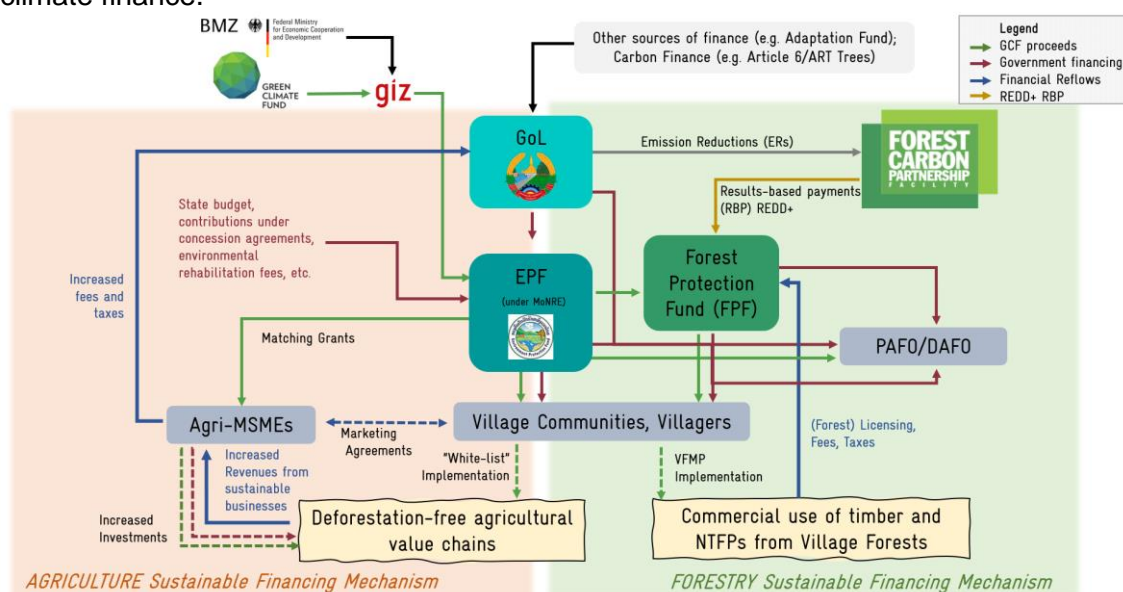 climate finance.
BMZ
Federal Ministry
for Economic Cooperation
and Development
GREEN
CLIMATE
FUND
giz
Other sources of finance (e.g. Adaptation Fund);
Carbon Finance (e.g. Article 6/ART Trees)
Legend
GCF proceeds
Government financing
Financial Reflows
REDD+ RBP
GoL
Emission Reductions (ERs)
FOREST
CARBON
PARTNERSHIP
FACILITY
Results-based payments
(RBP) REDD+
State budget,
contributions under
concession agreements,
environmental
rehabilitation fees, etc.
Increased
fees and
taxes
EPF
(under MoNRE)
Forest
Protection
Fund (FPF)
Matching Grants
PAFO/DAFO
Agri-MSMEs
Marketing
Agreements
Village Communities, Villagers
(Forest) Licensing,
Fees, Taxes
Increased
Revenues from
sustainable
businesses
"White-list"
Implementation
VFMP
Implementation
Increased
Investments
Deforestation-free agricultural
value chains
Commercial use of timber and
NTFPs from Village Forests
AGRICULTURE Sustainable Financing Mechanism
FORESTRY Sustainable Financing Mechanism